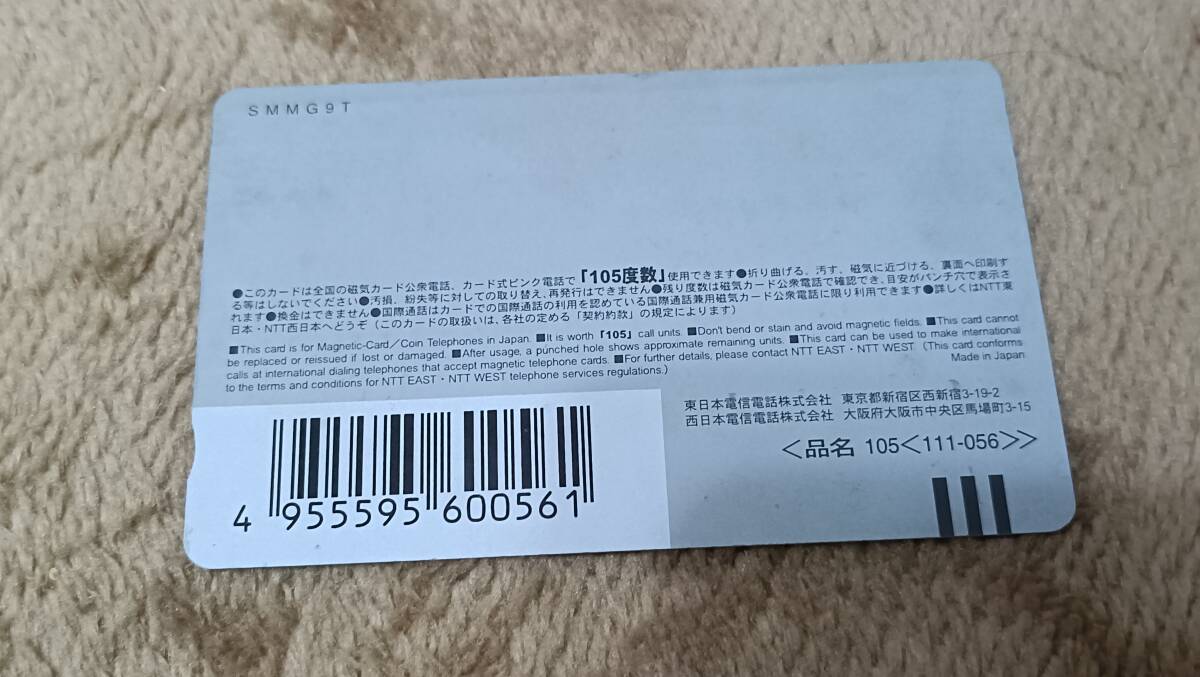 SMMG9T
●このカードは全国の磁気カード公衆電話、カード式ピンク電話で「105度数」使用できます●折り曲げる、汚す、磁気に近づける、裏面へ印刷す
る等はしないでください●汚損、紛失等に対しての取り替え、再発行はできません●残り度数は磁気カード公衆電話で確認でき、目安がパンチ穴で表示さ
れます●換金はできません●国際通話はカードでの国際通話の利用を認めている国際通話兼用磁気カード公衆電話に限り利用できます●詳しくはNTT東
日本・NTT西日本へどうぞ（このカードの取扱いは、各社の定める「契約約款」の規定によります）
■This card is for Magnetic-Card／Coin Telephones in Japan. ■It is worth「105」call units. ■Don't bend or stain and avoid magnetic fields. ■This card cannot
be replaced or reissued if lost or damaged. ■After usage, a punched hole shows approximate remaining units. ■This card can be used to make international
calls at international dialing telephones that accept magnetic telephone cards. ■For further details, please contact NTT EAST・NTT WEST (This card conforms
to the terms and conditions for NTT EAST・NTT WEST telephone services regulations.)
Made in Japan
東日本電信電話株式会社 東京都新宿区西新宿3-19-2
西日本電信電話株式会社 大阪府大阪市中央区馬場町3-15
＜品名 105＜111-056＞＞
4 955595 600561